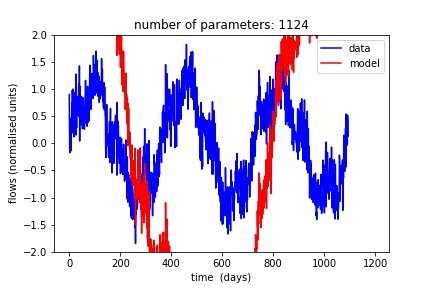 number of parameters: 1124
flows (normalised units)
2.0
1.5
1.0
0.5
0.0
−0.5
−1.0
−1.5
−2.0
data
model
0 200 400 600 800 1000 1200
time (days)